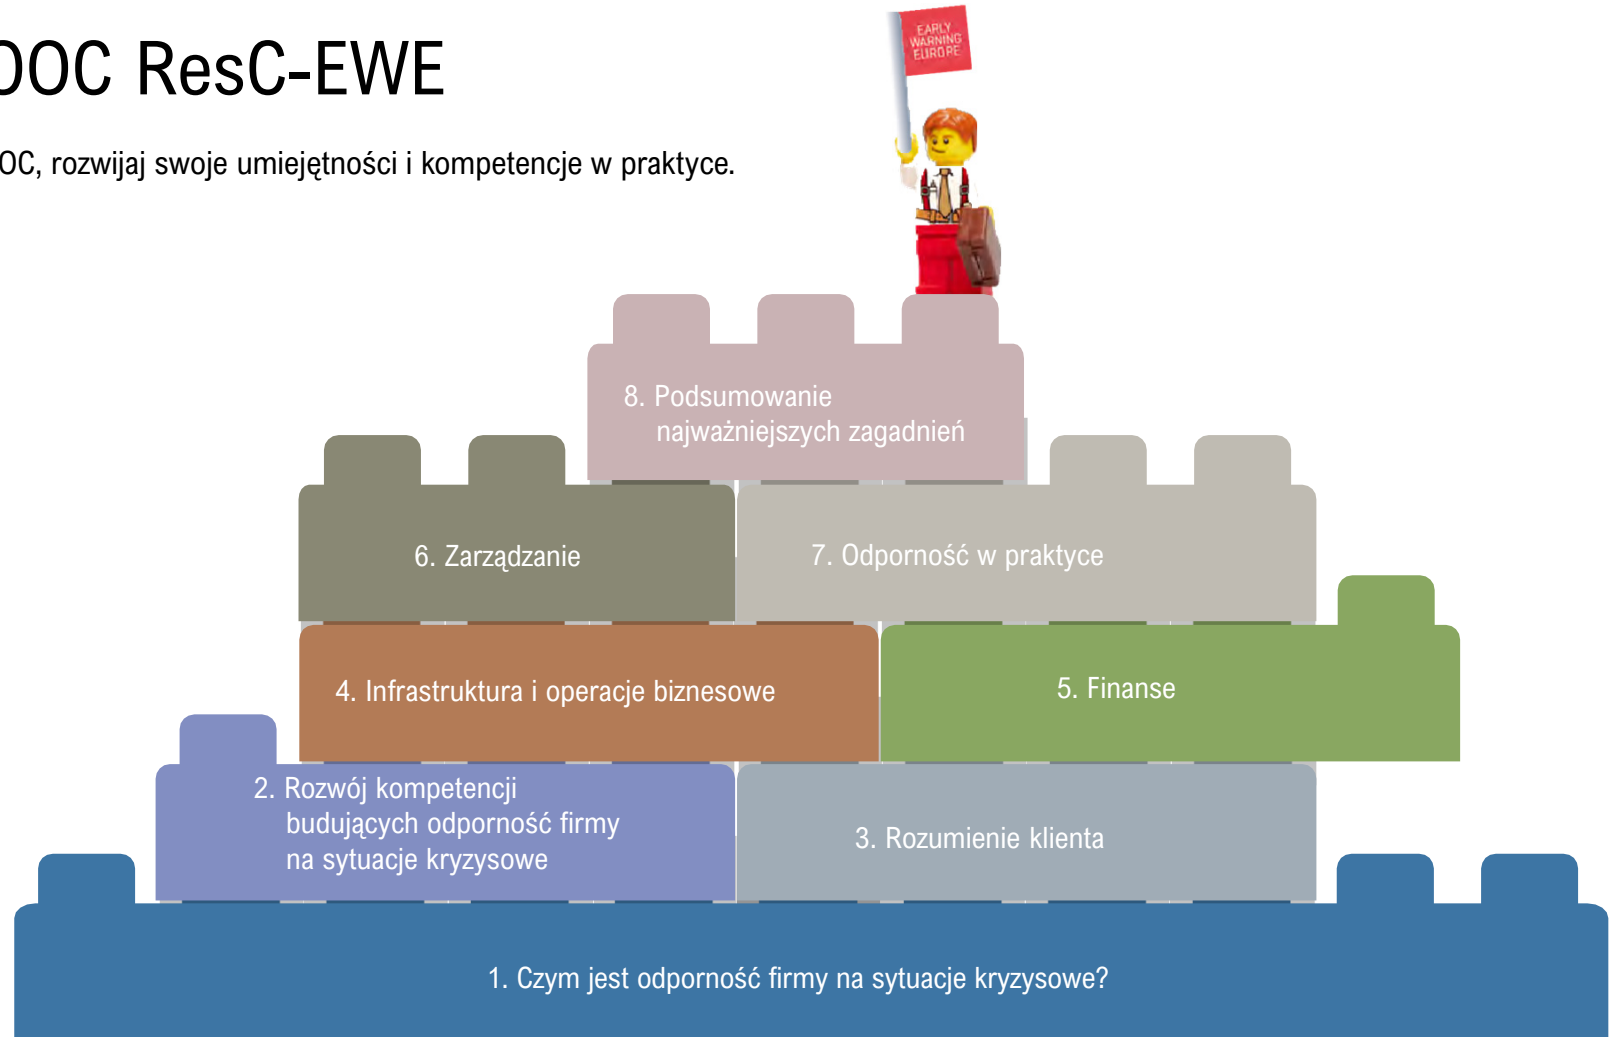 OOC ResC-EWE
OC, rozwijaj swoje umiejętności i kompetencje w praktyce.
EARLY
WARNING
EUROPE
8. Podsumowanie
najważniejszych zagadnień
6. Zarządzanie
7. Odporność w praktyce
4. Infrastruktura i operacje biznesowe
5. Finanse
2. Rozwój kompetencji
budujących odporność firmy
na sytuacje kryzysowe
3. Rozumienie klienta
1. Czym jest odporność firmy na sytuacje kryzysowe?